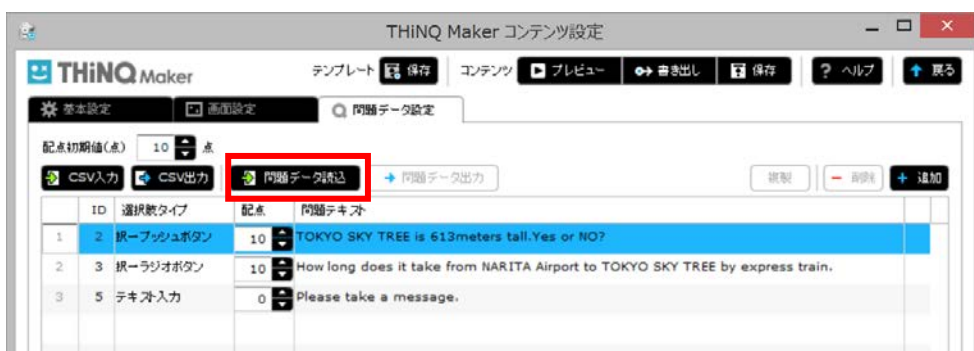 THiNQ Maker コンテンツ設定
THiNQ Maker テンプレート 保存 コンテンツ プレビュー 書き出し 保存 ? ヘルプ 戻る
基本設定 画面設定 問題データ設定
配点初期値(点) 10 点
CSV入力 CSV出力 問題データ読込 問題データ出力 複製 削除 追加
ID 選択数タイプ 配点 問題テキスト
1 2 択一プッシュボタン 10 TOKYO SKY TREE is 613meters tall.Yes or NO?
2 3 択一ラジオボタン 10 How long does it take from NARITA Airport to TOKYO SKY TREE by express train.
3 5 テキスト入力 0 Please take a message.